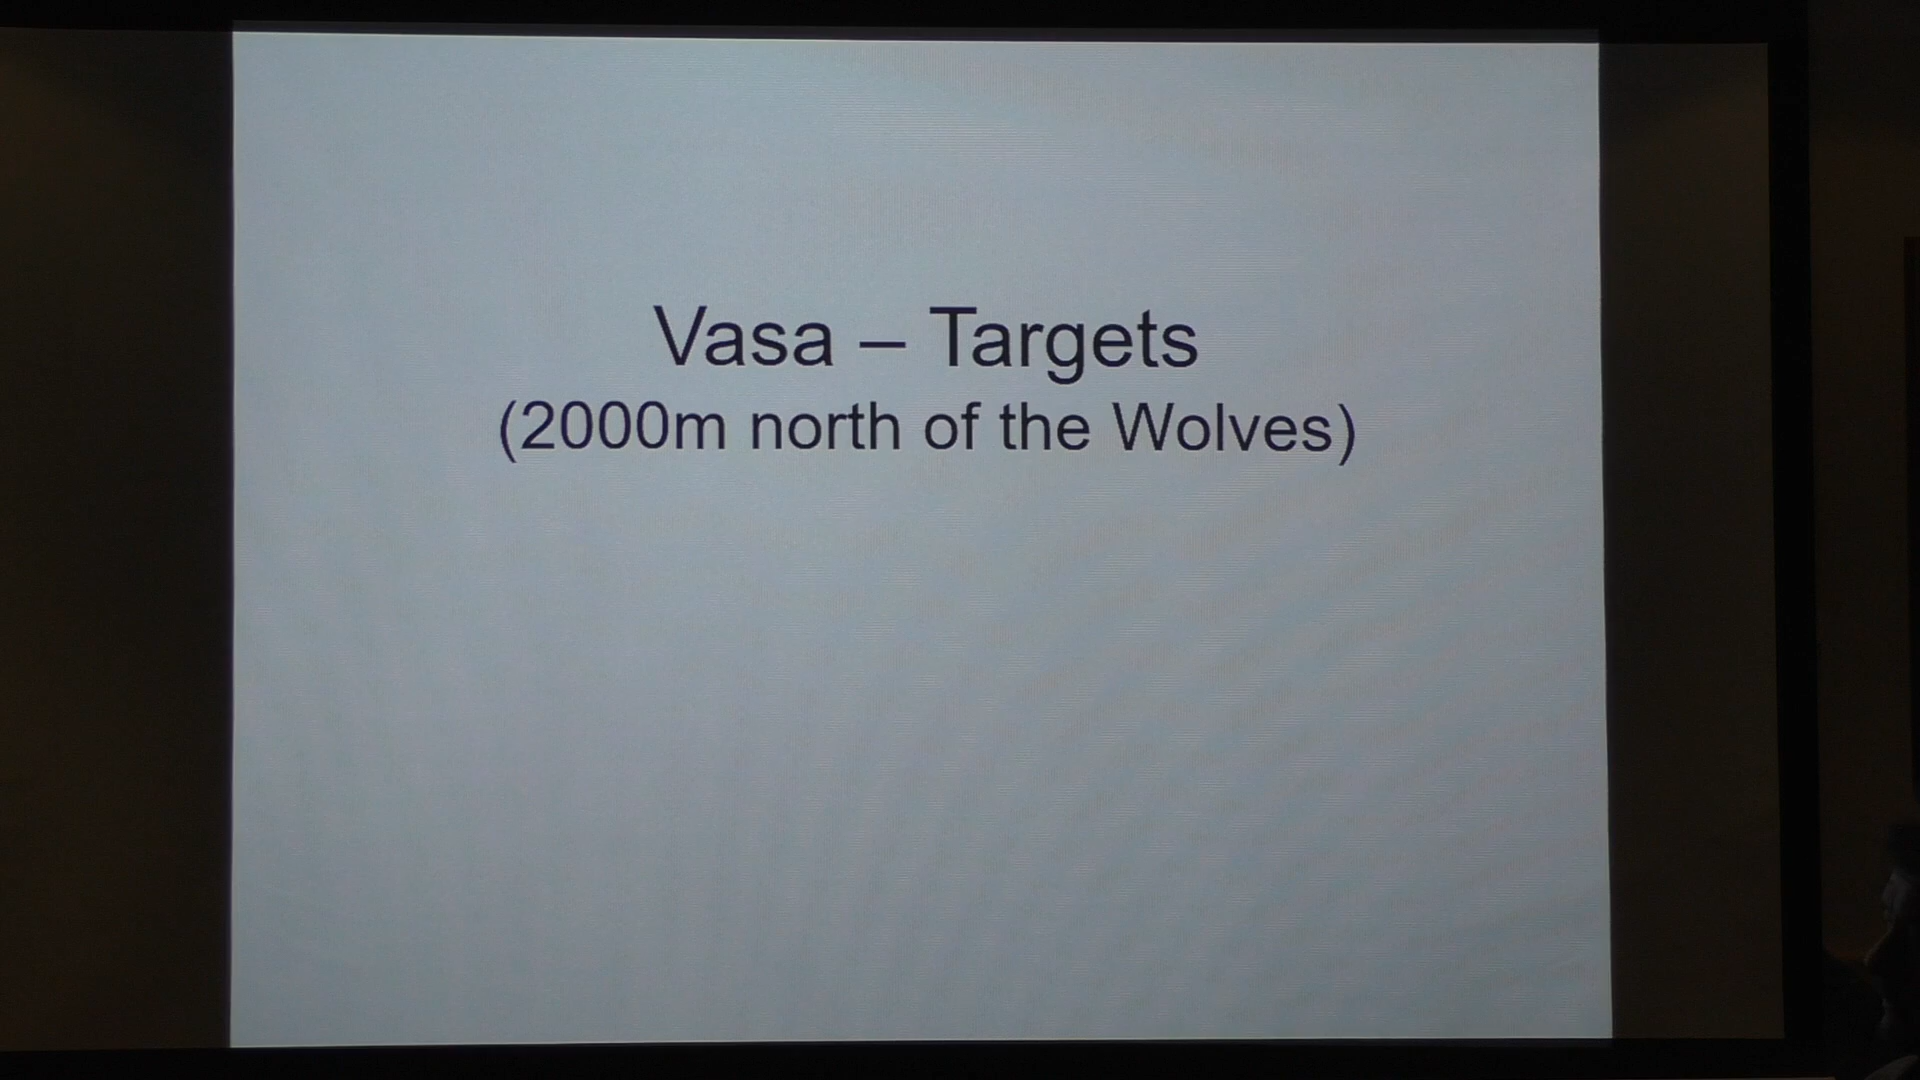 Vasa – Targets
(2000m north of the Wolves)